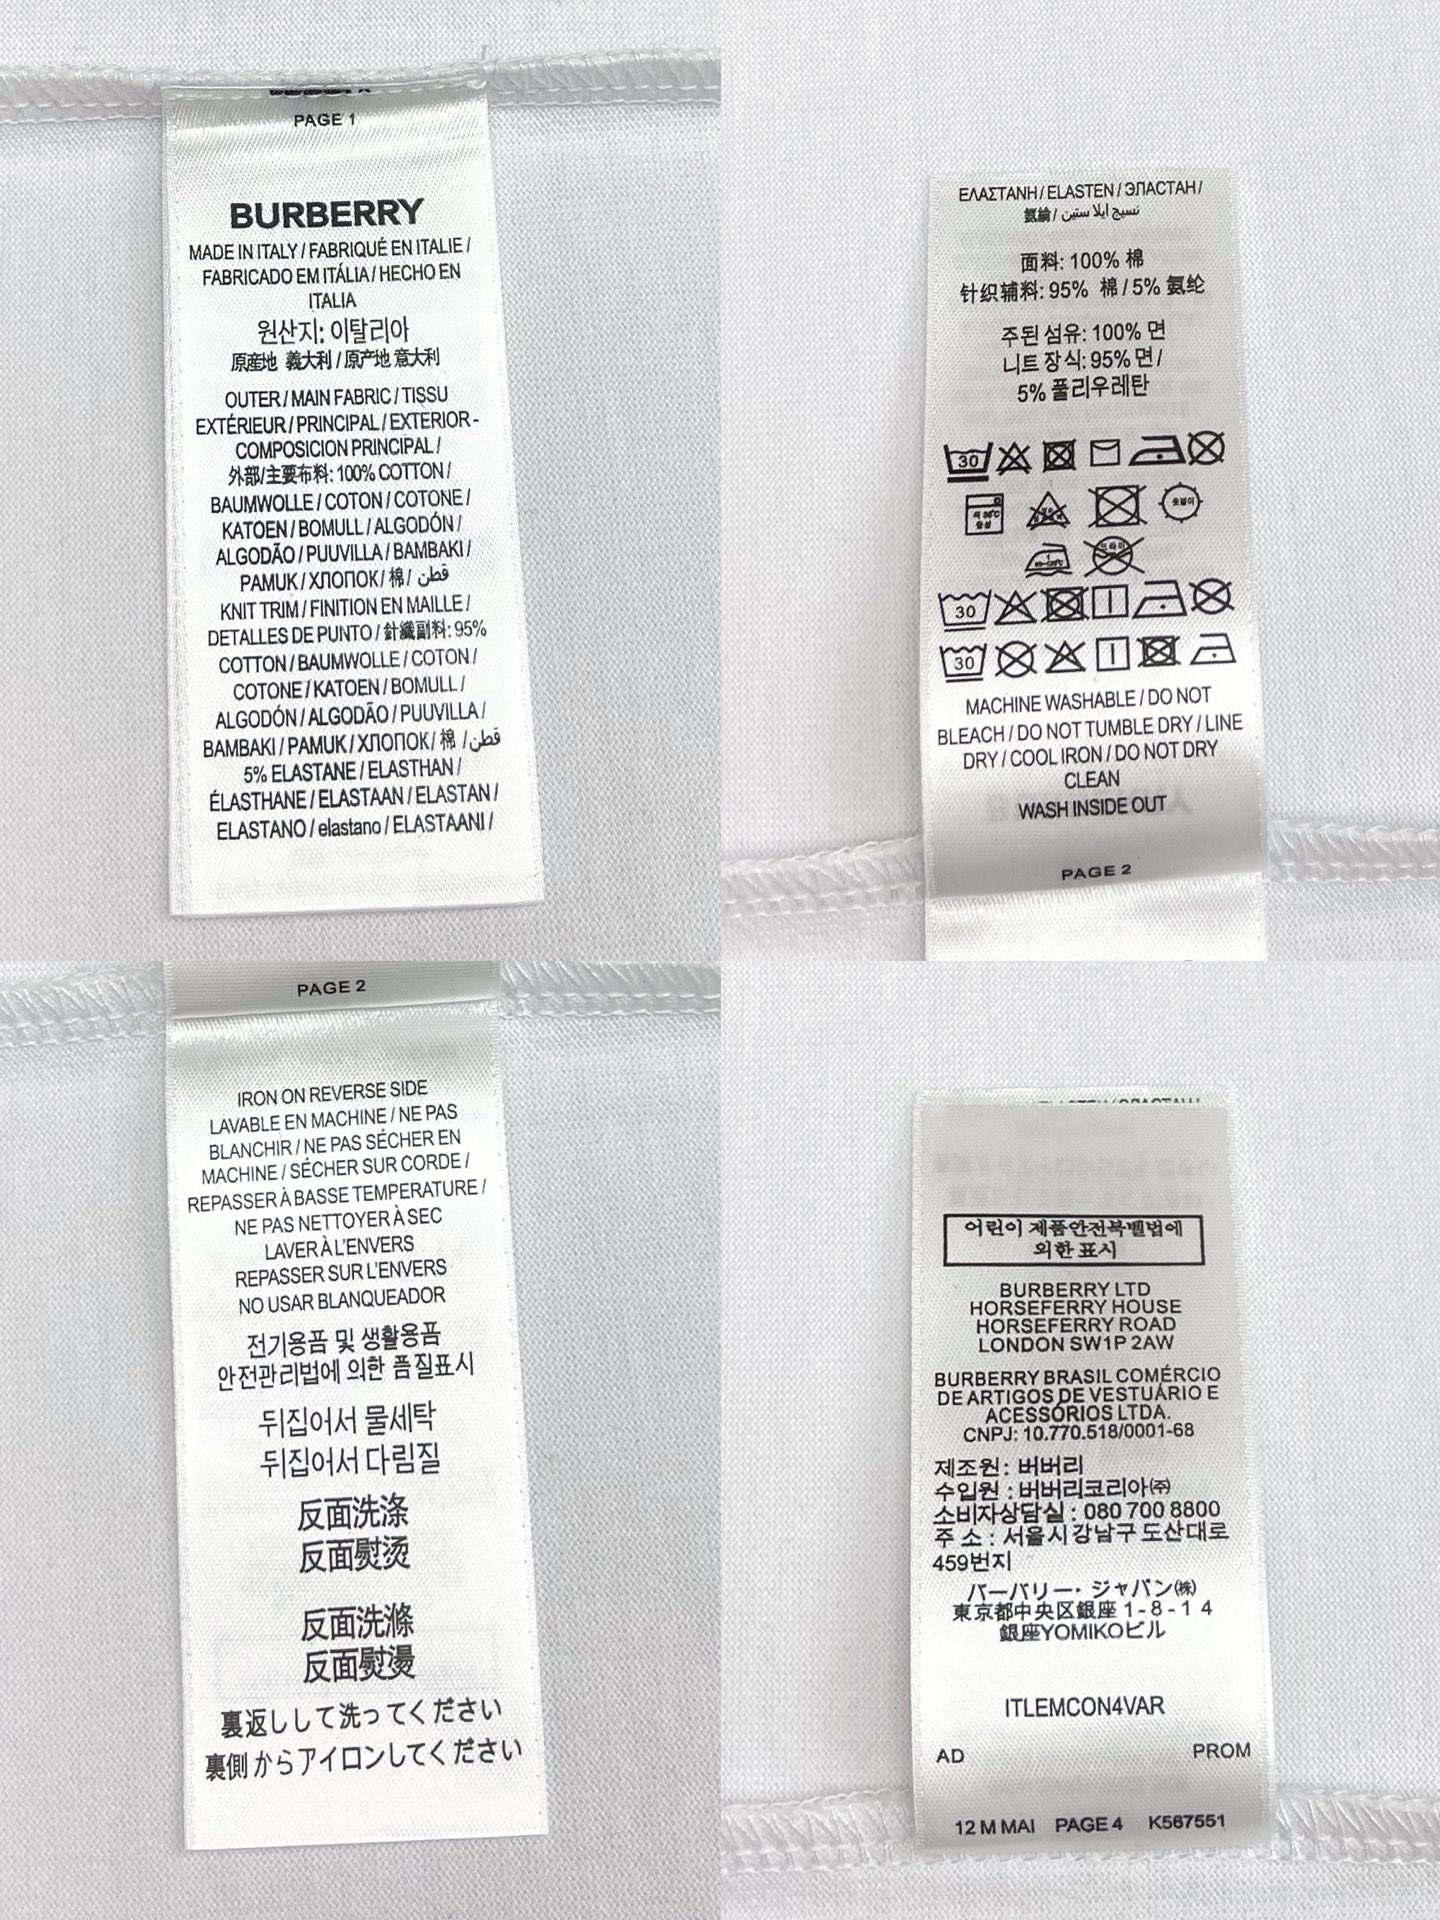 PAGE 1
BURBERRY
MADE IN ITALY / FABRIQUÉ EN ITALIE /
FABRICADO EM ITÁLIA / HECHO EN
ITALIA
원산지: 이탈리아
原産地 義大利 / 原产地 意大利
OUTER / MAIN FABRIC / TISSU
EXTÉRIEUR / PRINCIPAL / EXTERIOR -
COMPOSICION PRINCIPAL /
外部/主要布料: 100% COTTON /
BAUMWOLLE / COTON / COTONE /
KATOEN / BOMULL / ALGODÓN /
ALGODÃO / PUUVILLA / BAMBAKI /
PAMUK / ХЛОПОК / 棉 / قطن
KNIT TRIM / FINITION EN MAILLE /
DETALLES DE PUNTO / 針織副料: 95%
COTTON / BAUMWOLLE / COTON /
COTONE / KATOEN / BOMULL /
ALGODÓN / ALGODÃO / PUUVILLA /
BAMBAKI / PAMUK / ХЛОПОК / 棉 / قطن
5% ELASTANE / ELASTHAN /
ÉLASTHANE / ELASTAAN / ELASTAN /
ELASTANO / elastano / ELASTAANI /
ΕΛΑΣΤΑΝΗ / ELASTEN / ЭЛАСТАН /
氨綸 / نسيج ايلا ستين
面料: 100% 棉
针织辅料: 95% 棉 / 5% 氨纶
주된 섬유: 100% 면
니트 장식: 95% 면 /
5% 폴리우레탄
30
30
30
MACHINE WASHABLE / DO NOT
BLEACH / DO NOT TUMBLE DRY / LINE
DRY / COOL IRON / DO NOT DRY
CLEAN
WASH INSIDE OUT
PAGE 2
PAGE 2
IRON ON REVERSE SIDE
LAVABLE EN MACHINE / NE PAS
BLANCHIR / NE PAS SÉCHER EN
MACHINE / SÉCHER SUR CORDE /
REPASSER À BASSE TEMPERATURE /
NE PAS NETTOYER À SEC
LAVER À L'ENVERS
REPASSER SUR L'ENVERS
NO USAR BLANQUEADOR
전기용품 및 생활용품
안전관리법에 의한 품질표시
뒤집어서 물세탁
뒤집어서 다림질
反面洗涤
反面熨烫
反面洗滌
反面熨燙
裏返しして洗ってください
裏側からアイロンしてください
어린이 제품안전특별법에
의한 표시
BURBERRY LTD
HORSEFERRY HOUSE
HORSEFERRY ROAD
LONDON SW1P 2AW
BURBERRY BRASIL COMÉRCIO
DE ARTIGOS DE VESTUÁRIO E
ACESSÓRIOS LTDA.
CNPJ: 10.770.518/0001-68
제조원 : 버버리
수입원 : 버버리코리아㈜
소비자상담실 : 080 700 8800
주 소 : 서울시 강남구 도산대로
459번지
バーバリー・ジャパン㈱
東京都中央区銀座 1 - 8 - 1 4
銀座YOMIKOビル
ITLEMCON4VAR
AD PROM
12 M MAI PAGE 4 K567551